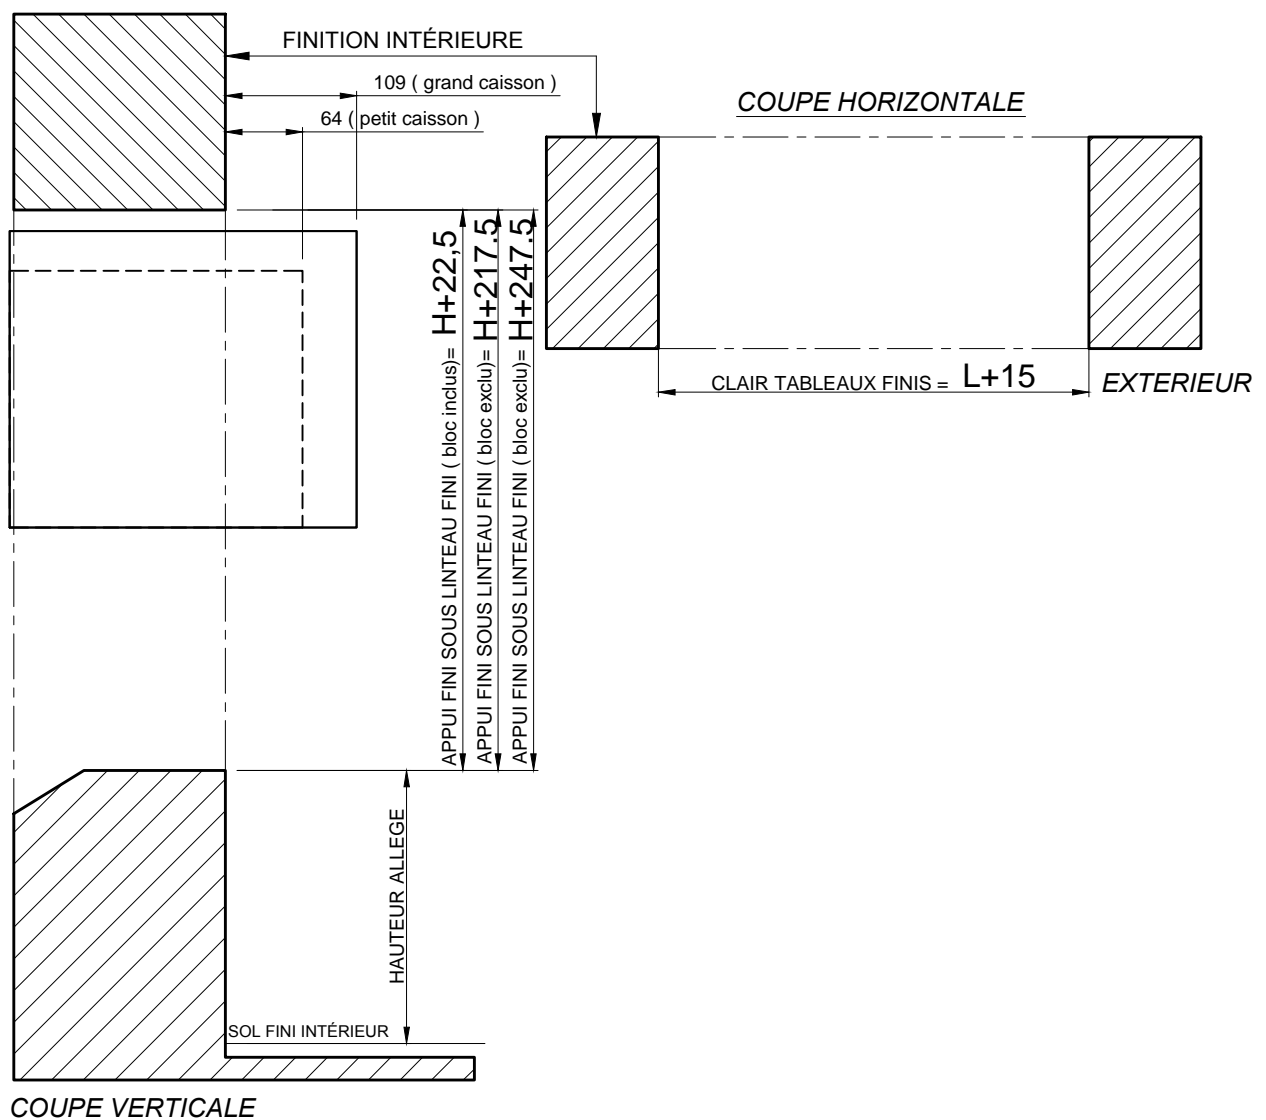 FINITION INTÉRIEURE
109 ( grand caisson )
64 ( petit caisson )
COUPE HORIZONTALE
APPUI FINI SOUS LINTEAU FINI ( bloc inclus)= H+22,5
APPUI FINI SOUS LINTEAU FINI ( bloc exclu)= H+217.5
APPUI FINI SOUS LINTEAU FINI ( bloc exclu)= H+247.5
CLAIR TABLEAUX FINIS = L+15
EXTERIEUR
HAUTEUR ALLEGE
SOL FINI INTÉRIEUR
COUPE VERTICALE